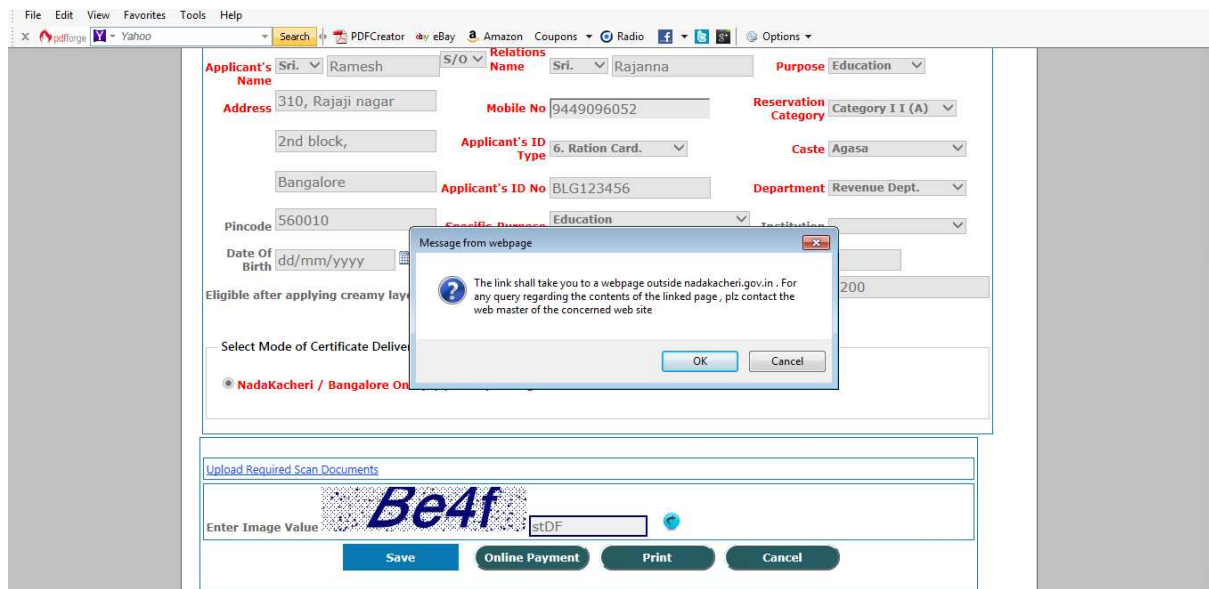 File Edit View Favorites Tools Help
x pdfforge Y Yahoo Search PDFCreator ebY eBay a Amazon Coupons Radio f Options
Applicant's Name Sri. Ramesh S/O Relations Name Sri. Rajanna Purpose Education
Address 310, Rajaji nagar Mobile No 9449096052 Reservation Category Category I I (A)
2nd block, Applicant's ID Type 6. Ration Card. Caste Agasa
Bangalore Applicant's ID No BLG123456 Department Revenue Dept.
Pincode 560010 Specific Purpose Education Institution
Date Of Birth dd/mm/yyyy
Eligible after applying creamy 200
Message from webpage
The link shall take you to a webpage outside nadakacheri.gov.in . For
any query regarding the contents of the linked page , plz contact the
web master of the concerned web site
OK Cancel
Select Mode of Certificate
NadaKacheri / Bangalore
Upload Required Scan Documents
Enter Image Value Be4f stDF
Save Online Payment Print Cancel